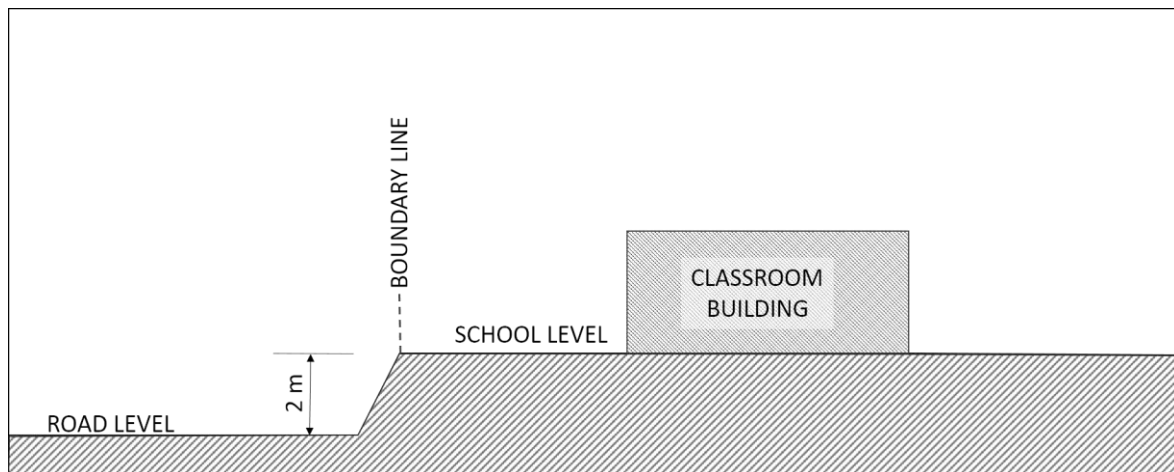 BOUNDARY LINE
CLASSROOM
BUILDING
SCHOOL LEVEL
2 m
ROAD LEVEL